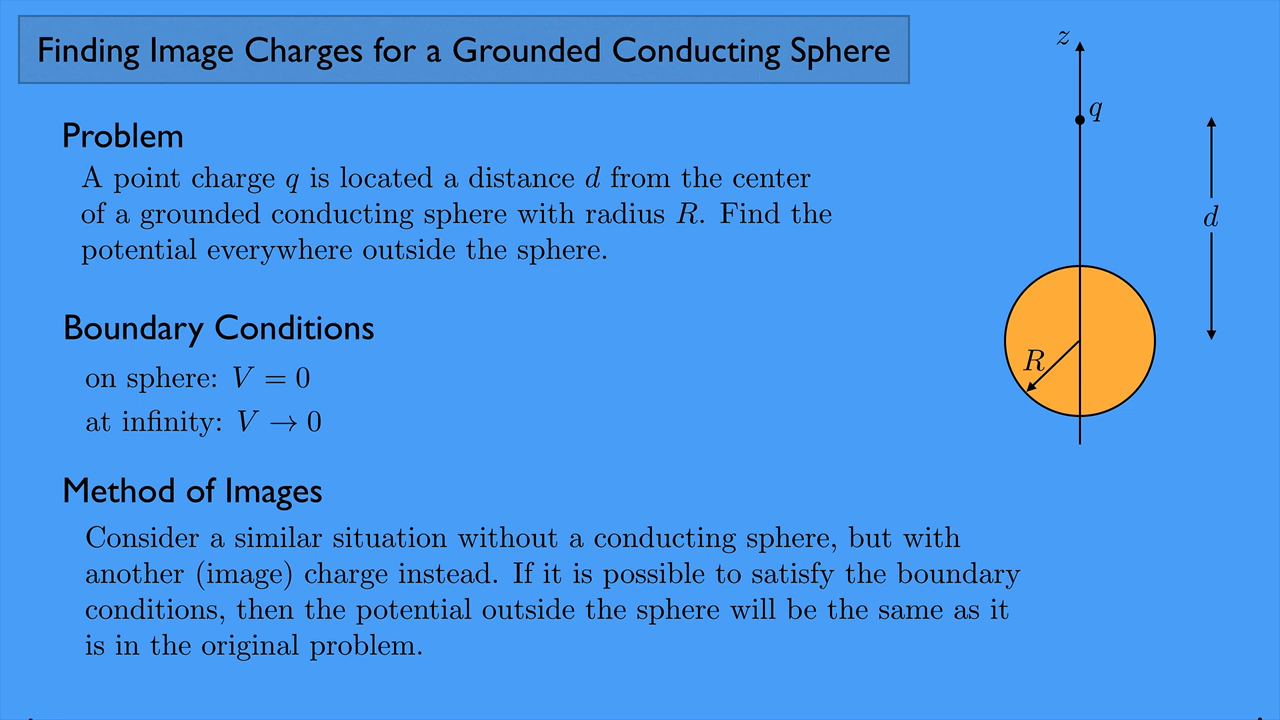 Finding Image Charges for a Grounded Conducting Sphere
z
q
d
R
Problem
A point charge q is located a distance d from the center
of a grounded conducting sphere with radius R. Find the
potential everywhere outside the sphere.
Boundary Conditions
on sphere: V = 0
at infinity: V → 0
Method of Images
Consider a similar situation without a conducting sphere, but with
another (image) charge instead. If it is possible to satisfy the boundary
conditions, then the potential outside the sphere will be the same as it
is in the original problem.